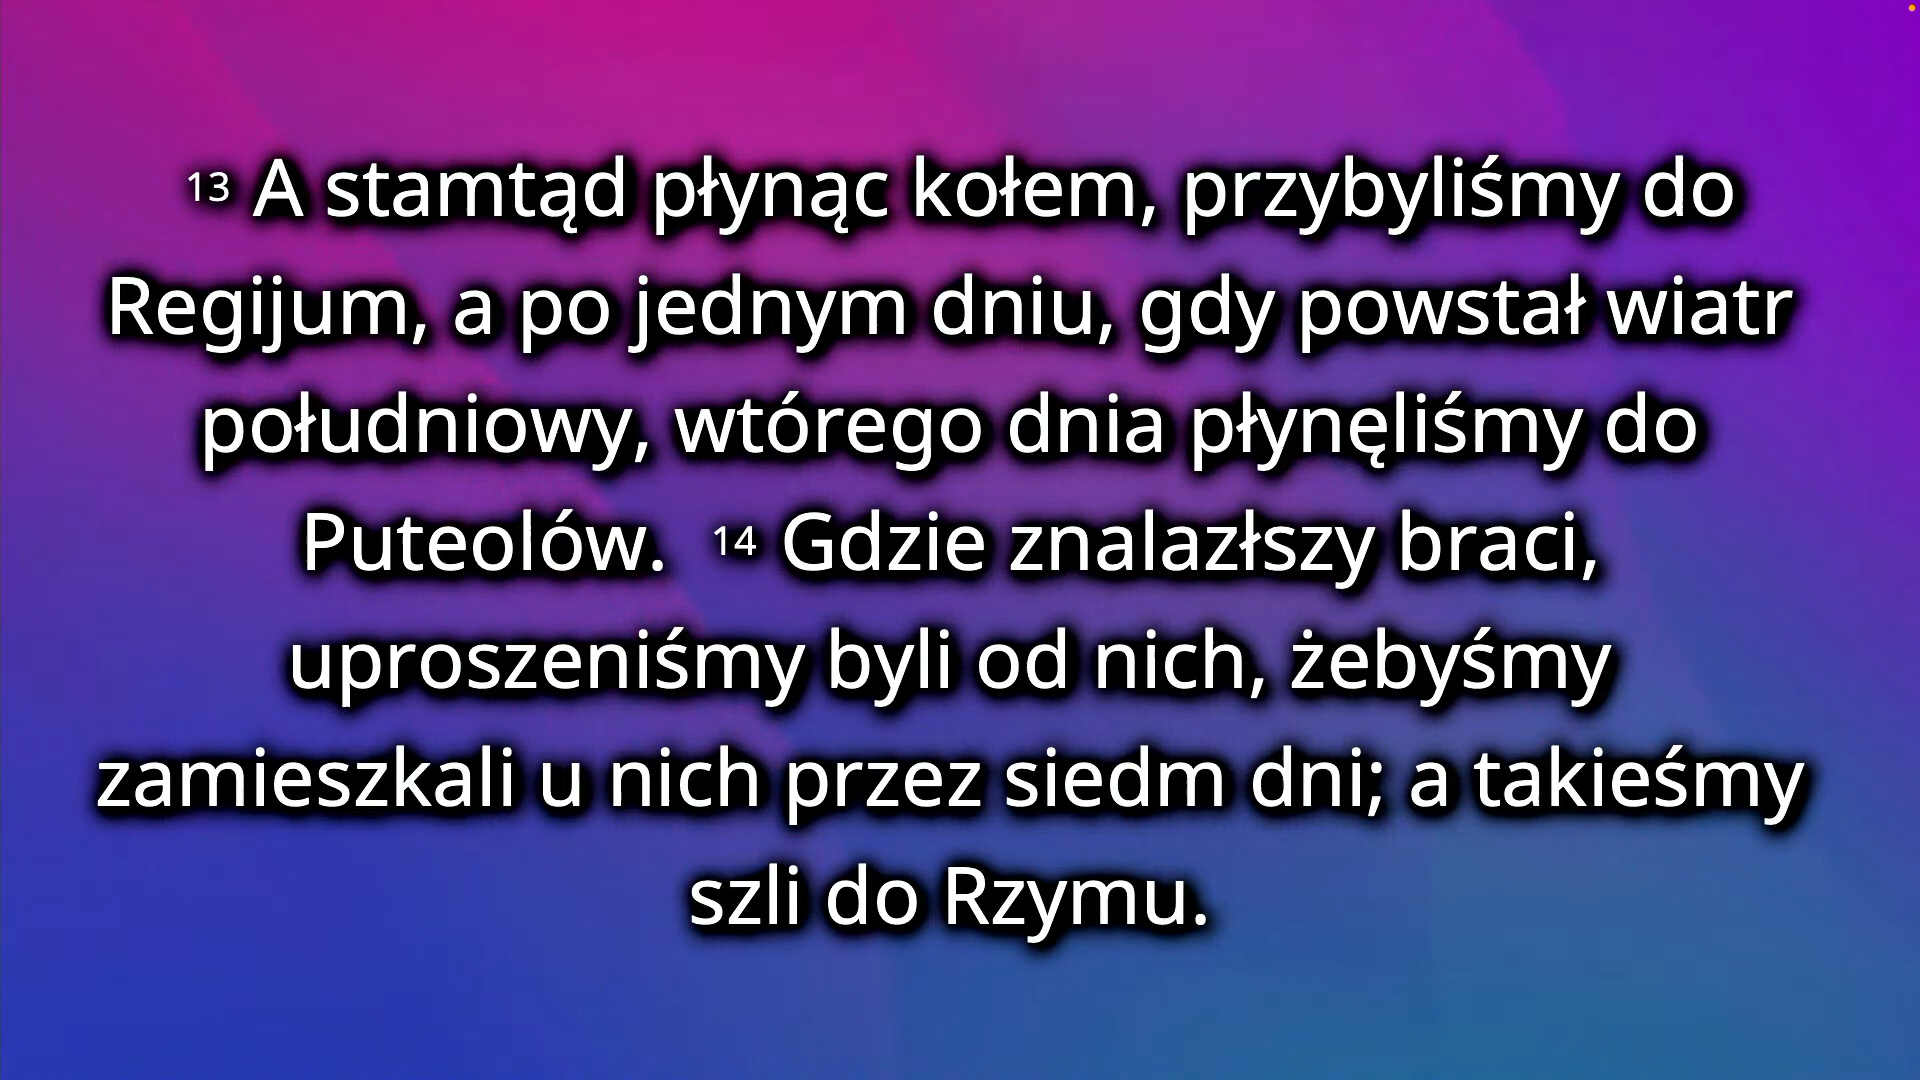 13 A stamtąd płynąc kołem, przybyliśmy do
Regijum, a po jednym dniu, gdy powstał wiatr
południowy, wtórego dnia płynęliśmy do
Puteolów. 14 Gdzie znalazłszy braci,
uproszeniśmy byli od nich, żebyśmy
zamieszkali u nich przez siedm dni; a takieśmy
szli do Rzymu.